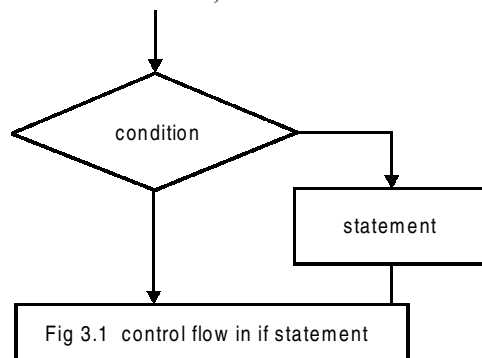 condition
statement
Fig 3.1 control flow in if statement